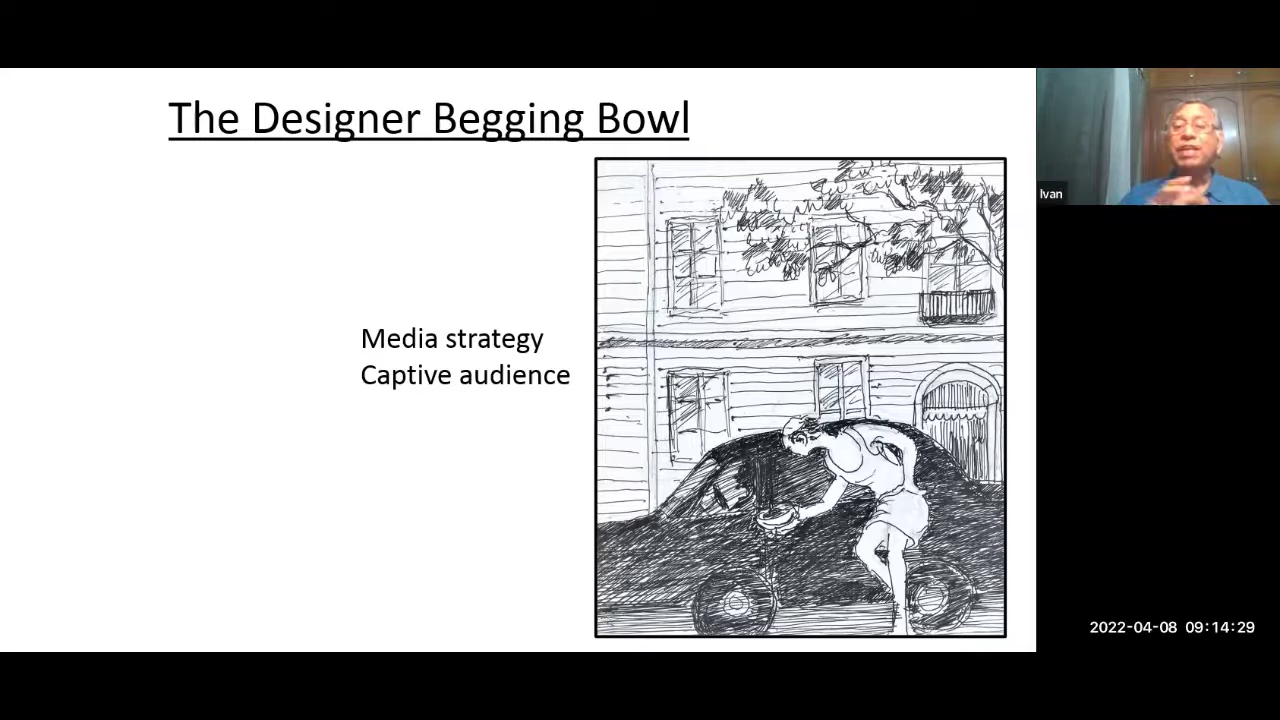 The Designer Begging Bowl
Media strategy
Captive audience
Ivan
2022-04-08 09:14:29